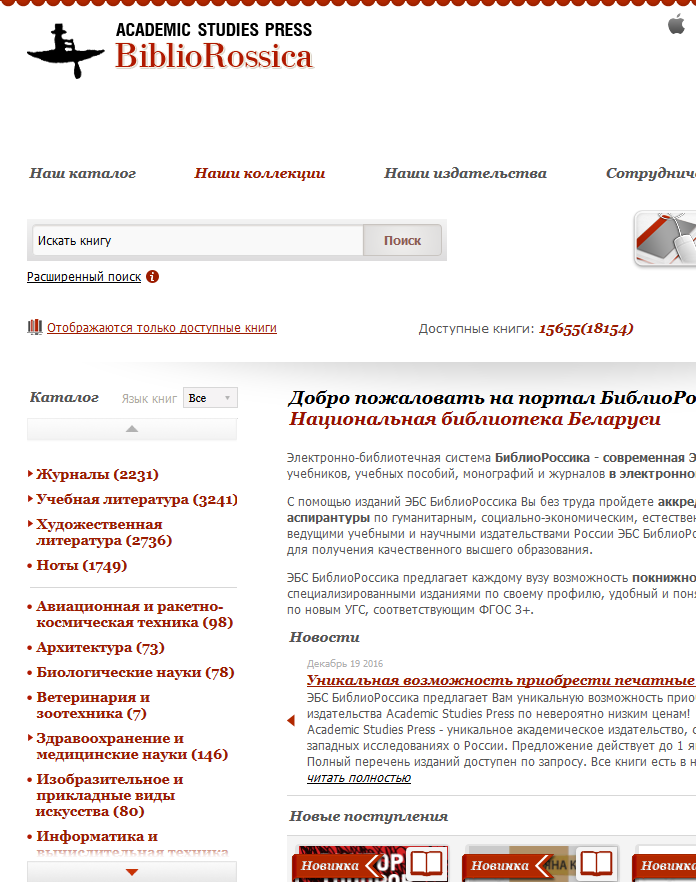 ACADEMIC STUDIES PRESS
BiblioRossica
Наш каталог
Наши коллекции
Наши издательства
Сотруднич
Искать книгу
Поиск
Расширенный поиск
Отображаются только доступные книги
Доступные книги: 15655(18154)
Каталог
Язык книг
Все
Журналы (2231)
Учебная литература (3241)
Художественная
литература (2736)
Ноты (1749)
Авиационная и ракетно-
космическая техника (98)
Архитектура (73)
Биологические науки (78)
Ветеринария и
зоотехника (7)
Здравоохранение и
медицинские науки (146)
Изобразительное и
прикладные виды
искусства (80)
Информатика и
вычислительная техника
Добро пожаловать на портал БиблиоРо
Национальная библиотека Беларуси
Электронно-библиотечная система БиблиоРоссика - современная Э
учебников, учебных пособий, монографий и журналов в электронно
С помощью изданий ЭБС БиблиоРоссика Вы без труда пройдете аккред
аспирантуры по гуманитарным, социально-экономическим, естествен
ведущими учебными и научными издательствами России ЭБС БиблиоРо
для получения качественного высшего образования.
ЭБС БиблиоРоссика предлагает каждому вузу возможность покнижно
специализированными изданиями по своему профилю, удобный и поня
по новым УГС, соответствующим ФГОС 3+.
Новости
Декабрь 19 2016
Уникальная возможность приобрести печатные
ЭБС БиблиоРоссика предлагает Вам уникальную возможность прио
издательства Academic Studies Press по невероятно низким ценам!
Academic Studies Press - уникальное академическое издательство, с
западных исследованиях о России. Предложение действует до 1 я
Полный перечень изданий доступен по запросу. Все книги есть в н
читать полностью
Новые поступления
Новинка
Новинка
Новинка